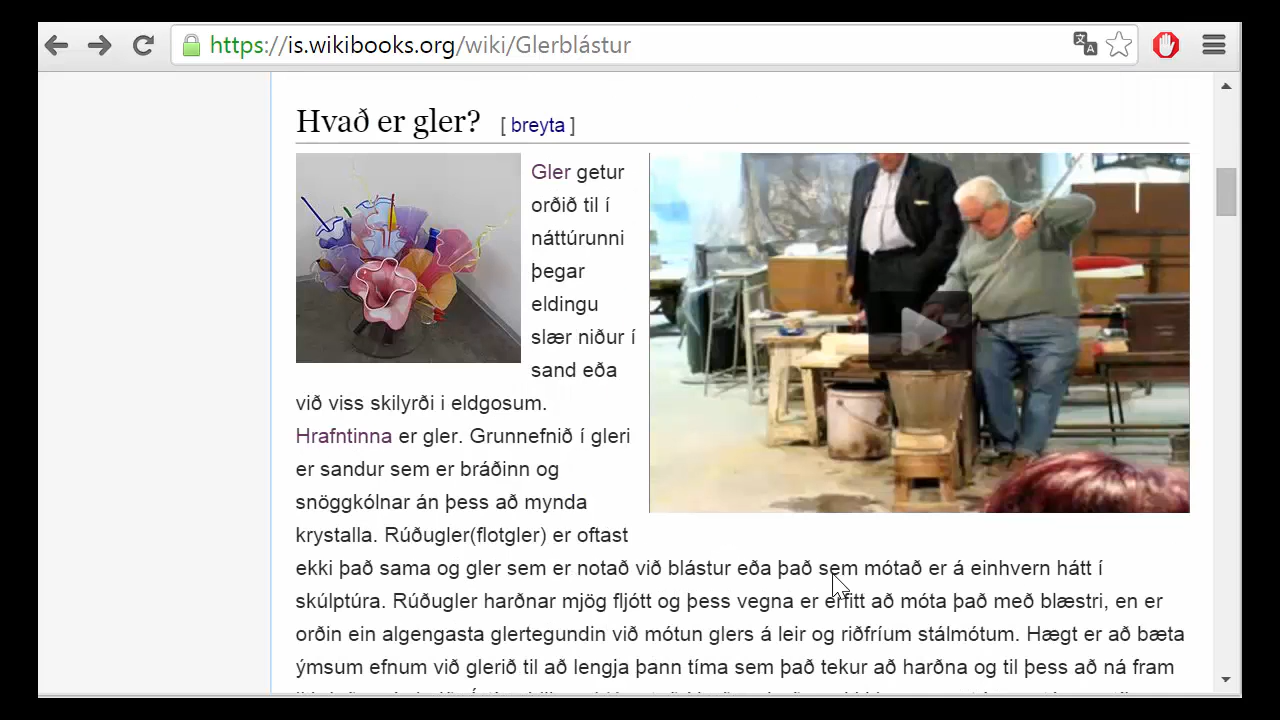 https://is.wikibooks.org/wiki/Glerblástur
Hvað er gler? [ breyta ]
Gler getur
orðið til í
náttúrunni
þegar
eldingu
slær niður í
sand eða
við viss skilyrði i eldgosum.
Hrafntinna er gler. Grunnefnið í gleri
er sandur sem er bráðinn og
snöggkólnar án þess að mynda
krystalla. Rúðugler(flotgler) er oftast
ekki það sama og gler sem er notað við blástur eða það sem mótað er á einhvern hátt í
skúlptúra. Rúðugler harðnar mjög fljótt og þess vegna er erfitt að móta það með blæstri, en er
orðin ein algengasta glertegundin við mótun glers á leir og riðfríum stálmótum. Hægt er að bæta
ýmsum efnum við glerið til að lengja þann tíma sem það tekur að harðna og til þess að ná fram